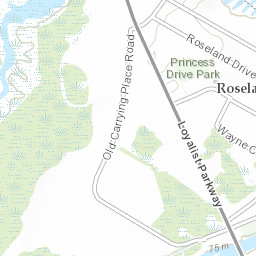 Roseland Drive
Princess
Drive Park
Rosela
Old Carrying Place Road
Loyalist Parkway
Wayne C
75 m